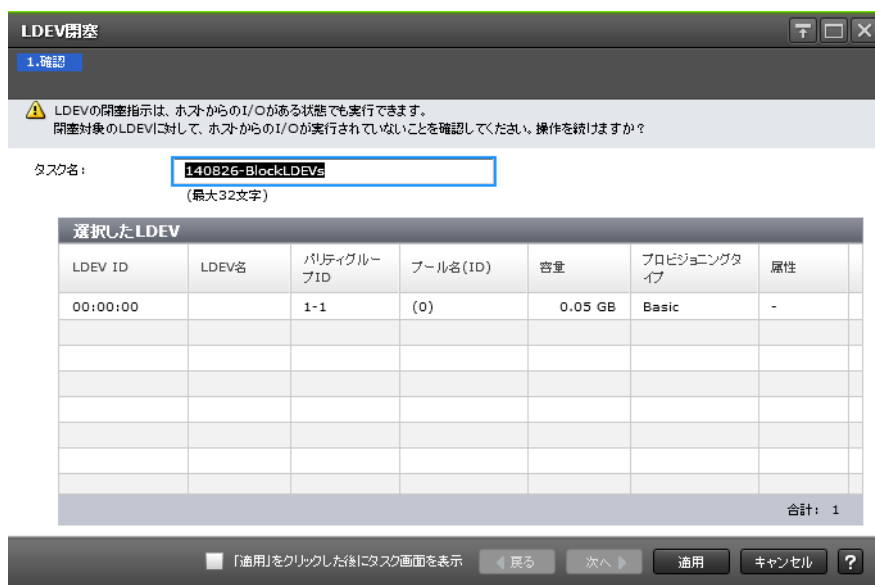 LDEV閉塞
1.確認
LDEVの閉塞指示は、ホストからのI/Oがある状態でも実行できます。
閉塞対象のLDEVに対して、ホストからのI/Oが実行されていないことを確認してください。操作を続けますか？
タスク名:
140826-BlockLDEVs
(最大32文字)
選択したLDEV
LDEV ID LDEV名 パリティグルー プール名(ID) 容量 プロビジョニングタ 属性
プID イプ
00:00:00 1-1 (0) 0.05 GB Basic -
合計: 1
「適用」をクリックした後にタスク画面を表示 戻る 次へ 適用 キャンセル ?